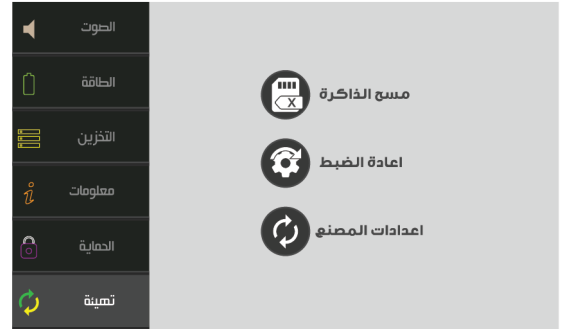 الصوت
الطاقة
التخزين
معلومات
الحماية
تهيئة
مسح الذاكرة
X
اعادة الضبط
اعدادات المصنع